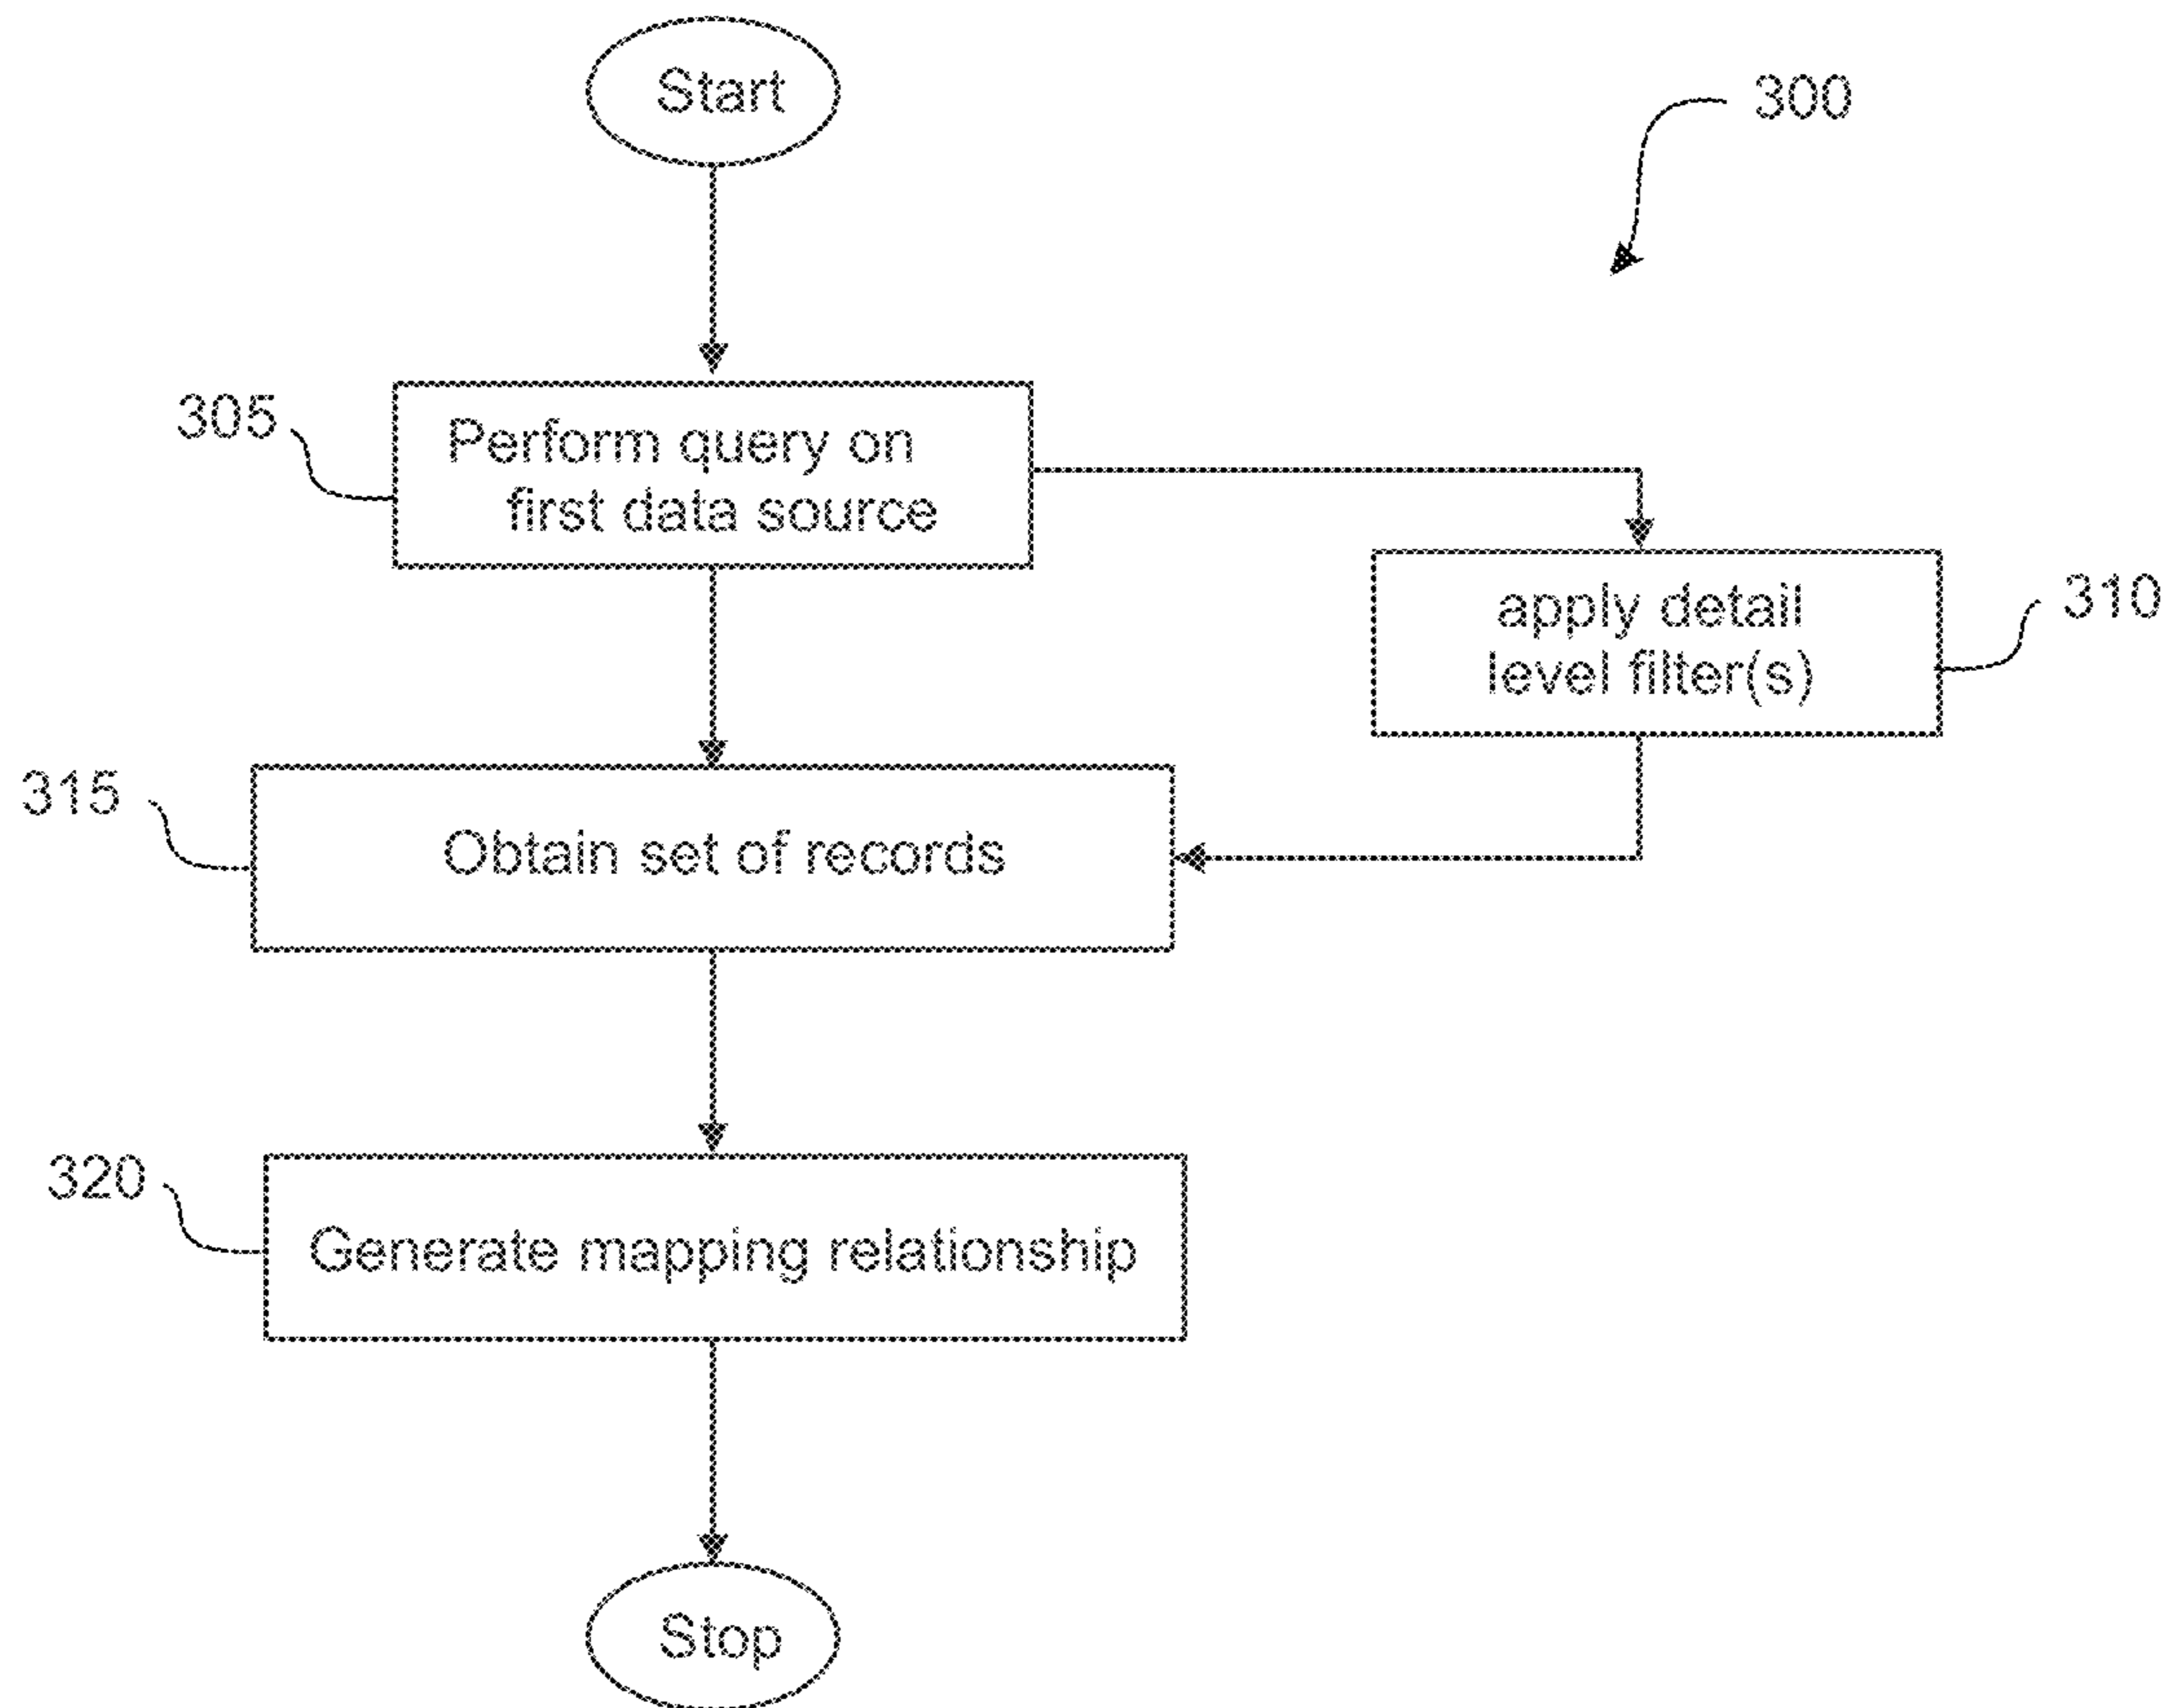 Start
300
305
Perform query on
first data source
apply detail
level filter(s)
310
315
Obtain set of records
320
Generate mapping relationship
Stop